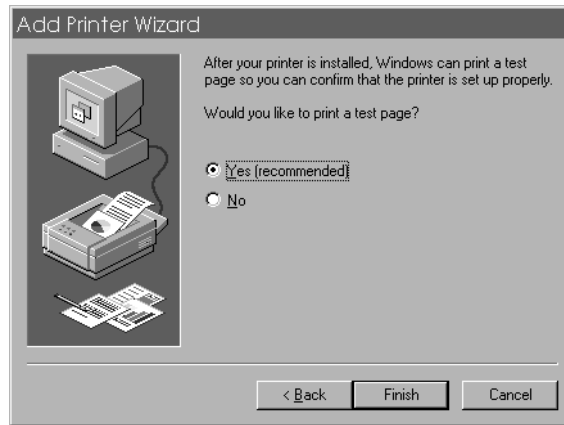 Add Printer Wizard
After your printer is installed, Windows can print a test
page so you can confirm that the printer is set up properly.
Would you like to print a test page?
Yes (recommended)
No
< Back
Finish
Cancel